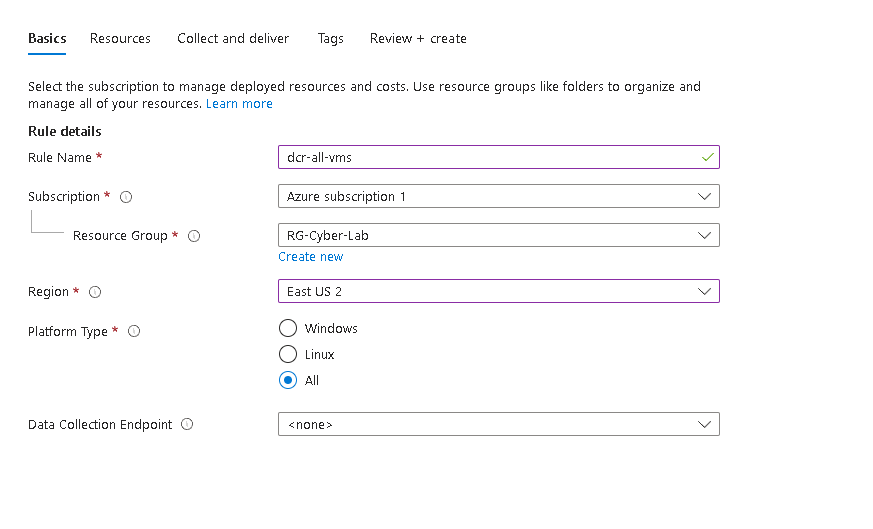 Basics Resources Collect and deliver Tags Review + create
Select the subscription to manage deployed resources and costs. Use resource groups like folders to organize and
manage all of your resources. Learn more
Rule details
Rule Name * dcr-all-vms
Subscription * Azure subscription 1
Resource Group * RG-Cyber-Lab
Create new
Region * East US 2
Platform Type * Windows
Linux
All
Data Collection Endpoint <none>